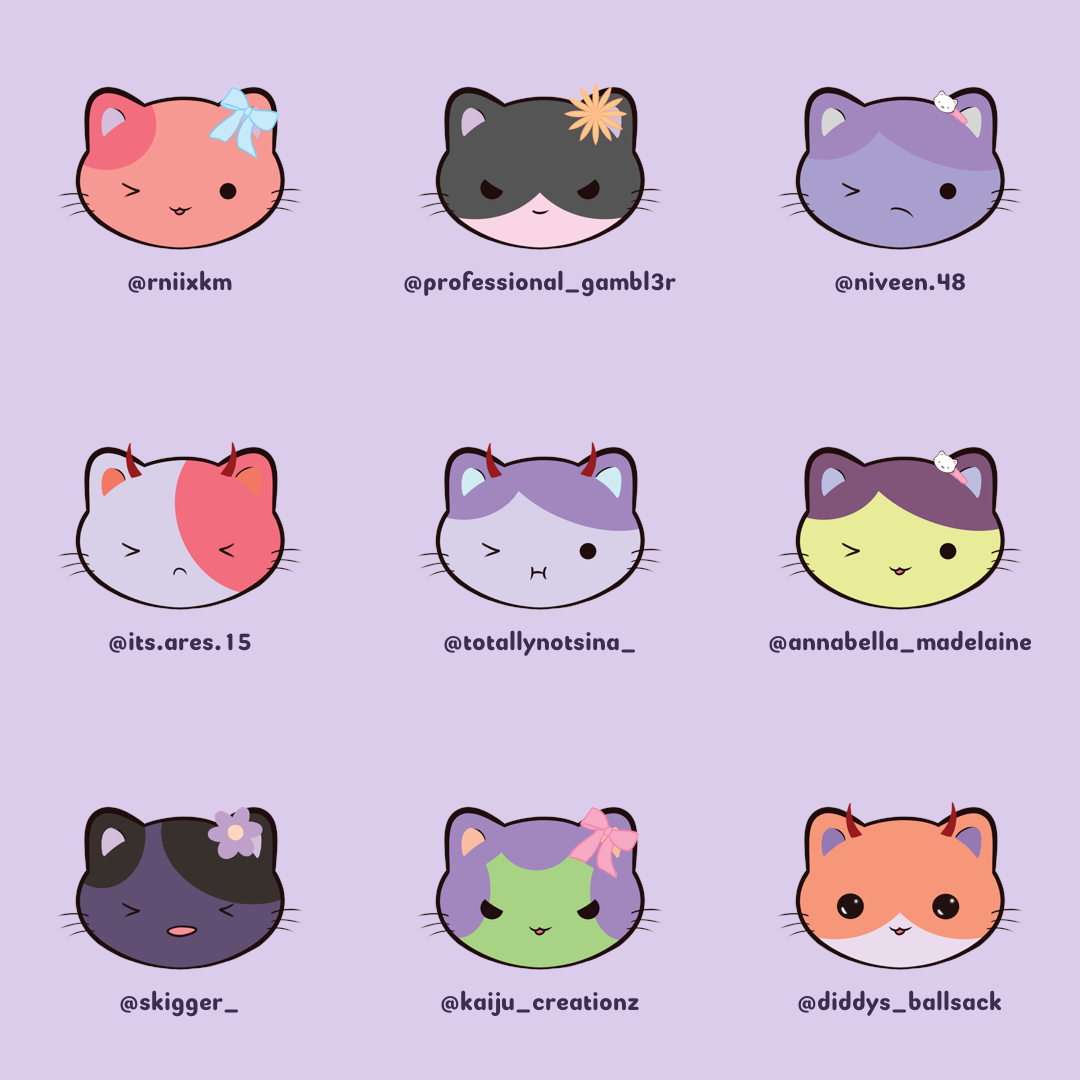 @rniixkm
@professional_gambl3r
@niveen.48
@its.ares.15
@totallynotsina_
@annabella_madelaine
@skigger_
@kaiju_creationz
@diddys_ballsack